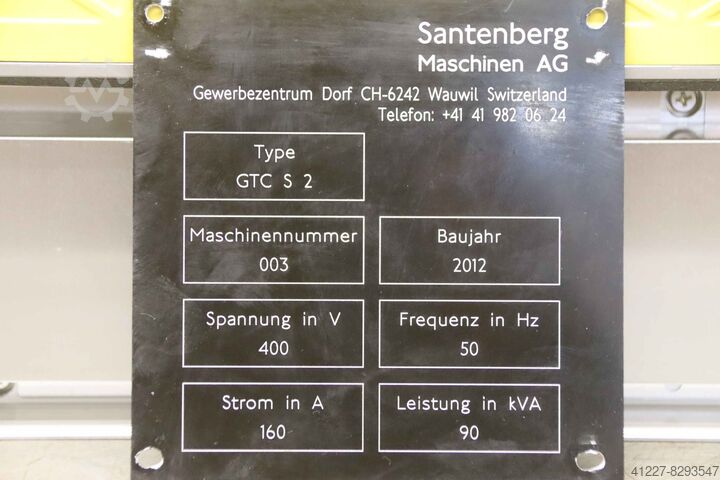 Santenberg
Maschinen AG
Gewerbezentrum Dorf CH-6242 Wauwil Switzerland
Telefon: +41 41 982 06 24
Type
GTC S 2
Maschinennummer
003
Baujahr
2012
Spannung in V
400
Frequenz in Hz
50
Strom in A
160
Leistung in kVA
90
41227-8293547